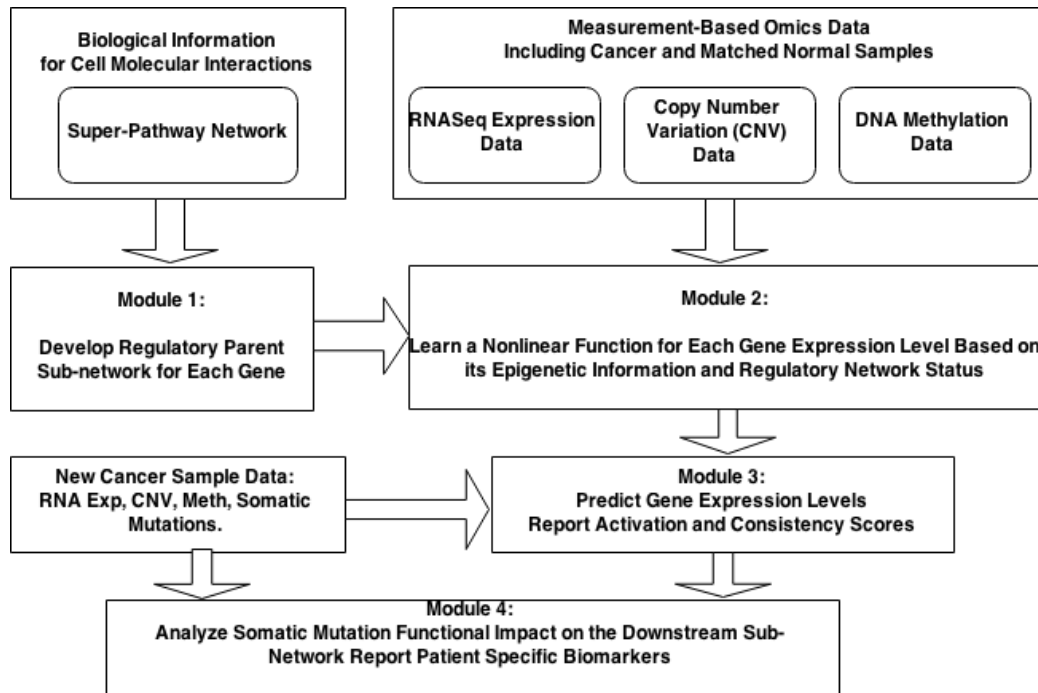 Biological Information
for Cell Molecular Interactions
Super-Pathway Network
Measurement-Based Omics Data
Including Cancer and Matched Normal Samples
RNASeq Expression
Data
Copy Number
Variation (CNV)
Data
DNA Methylation
Data
Module 1:
Develop Regulatory Parent
Sub-network for Each Gene
Module 2:
Learn a Nonlinear Function for Each Gene Expression Level Based on
its Epigenetic Information and Regulatory Network Status
New Cancer Sample Data:
RNA Exp, CNV, Meth, Somatic
Mutations.
Module 3:
Predict Gene Expression Levels
Report Activation and Consistency Scores
Module 4:
Analyze Somatic Mutation Functional Impact on the Downstream Sub-
Network Report Patient Specific Biomarkers